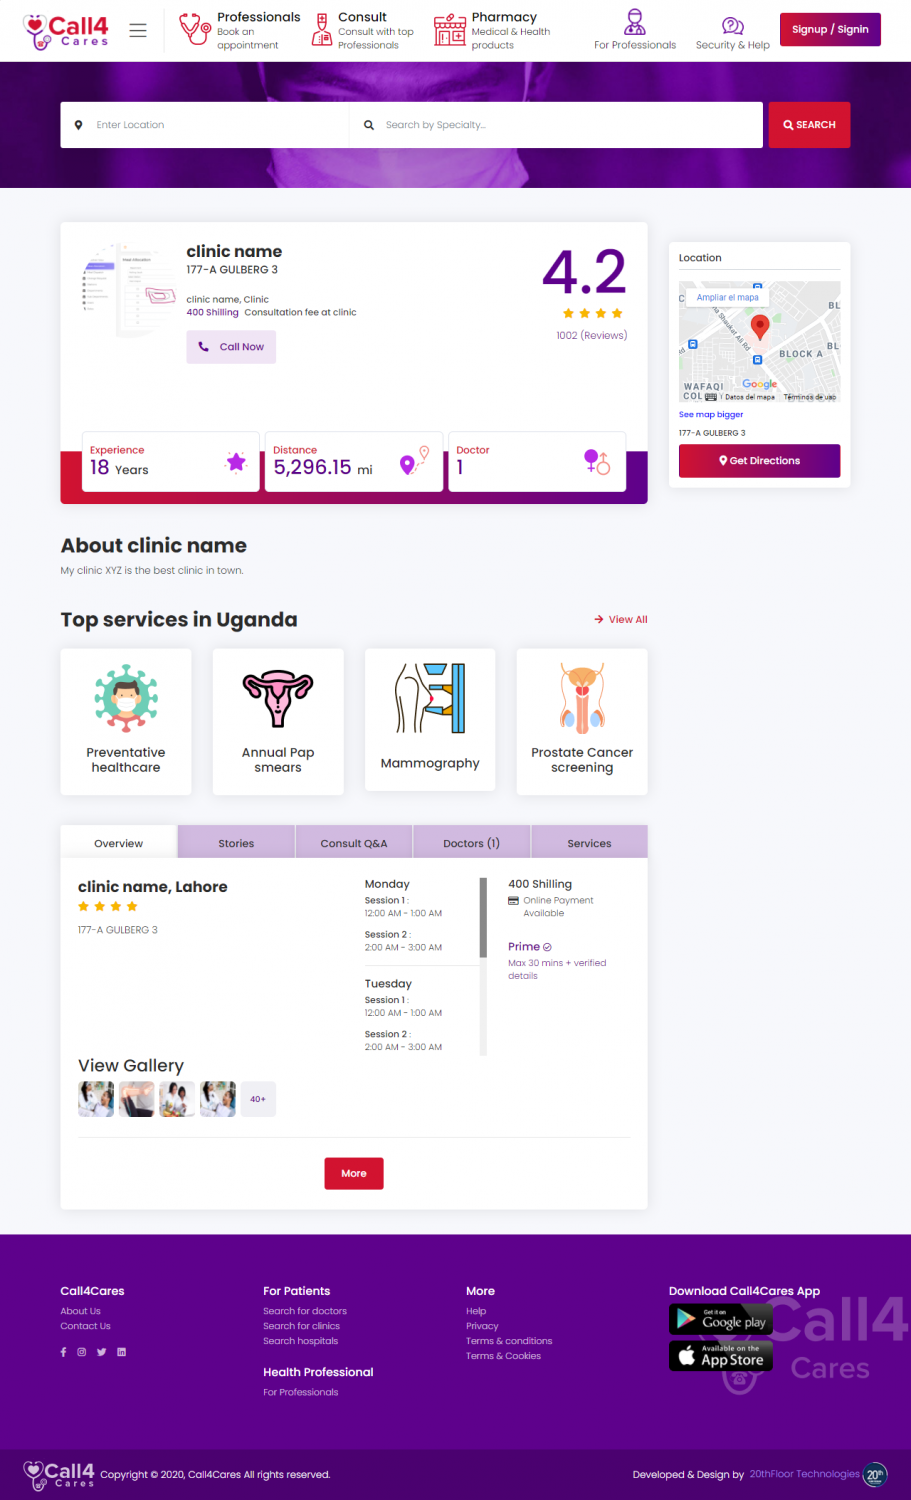 Call4
Cares
Professionals
Book an
appointment
Consult
Consult with top
Professionals
Pharmacy
Medical & Health
products
For Professionals
Security & Help
Signup / Signin
Enter Location
Search by Specialty...
SEARCH
clinic name
177-A GULBERG 3
clinic name, Clinic
400 Shilling Consultation fee at clinic
Call Now
4.2
1002 (Reviews)
Experience
18 Years
Distance
5,296.15 mi
Doctor
1
Location
Ampliar el mapa
Shaukat Ali Rd
BL
BL
BLOCK A
WAFAQI
COL
Google
Datos del mapa
Términos de uso
See map bigger
177-A GULBERG 3
Get Directions
About clinic name
My clinic XYZ is the best clinic in town.
Top services in Uganda
View All
Preventative
healthcare
Annual Pap
smears
Mammography
Prostate Cancer
screening
Overview
Stories
Consult Q&A
Doctors (1)
Services
clinic name, Lahore
177-A GULBERG 3
Monday
Session 1 :
12:00 AM - 1:00 AM
Session 2 :
2:00 AM - 3:00 AM
Tuesday
Session 1 :
12:00 AM - 1:00 AM
Session 2 :
2:00 AM - 3:00 AM
400 Shilling
Online Payment
Available
Prime
Max 30 mins + verified
details
View Gallery
40+
More
Call4Cares
About Us
Contact Us
For Patients
Search for doctors
Search for clinics
Search hospitals
Health Professional
For Professionals
More
Help
Privacy
Terms & conditions
Terms & Cookies
Download Call4Cares App
Get it on
Google play
Available on the
App Store
Call4
Cares
Call4
Cares
Copyright © 2020, Call4Cares All rights reserved.
Developed & Design by 20thFloor Technologies
20th